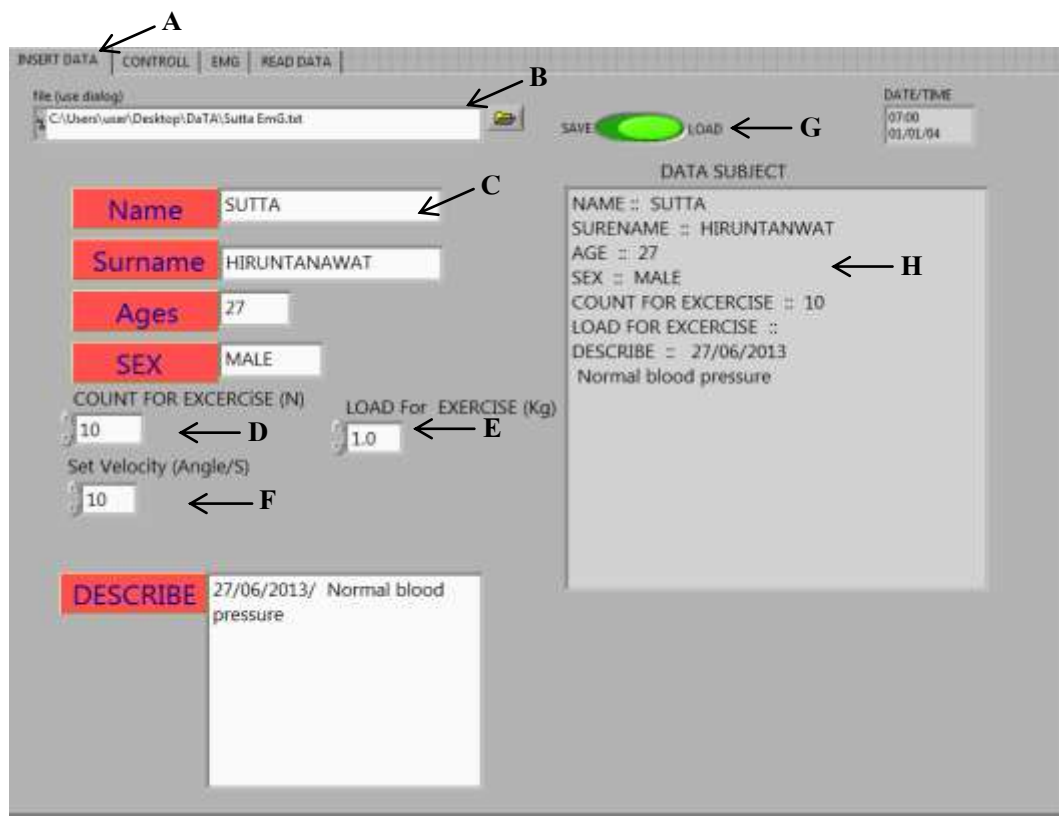 A
INSERT DATA CONTROLL EMG READ DATA
B
file (use dialog)
C:\Users\user\Desktop\DaTA\Sutta EmG.txt
SAVE LOAD G
DATE/TIME
07:00
01/01/04
C
Name SUTTA
Surname HIRUNTANAWAT
Ages 27
SEX MALE
COUNT FOR EXCERCISE (N)
10 D
LOAD For EXERCISE (Kg)
1.0 E
Set Velocity (Angle/S)
10 F
DATA SUBJECT
NAME :: SUTTA
SURENAME :: HIRUNTANWAT
AGE :: 27
H
SEX :: MALE
COUNT FOR EXCERCISE :: 10
LOAD FOR EXCERCISE ::
DESCRIBE :: 27/06/2013
Normal blood pressure
DESCRIBE 27/06/2013/ Normal blood
pressure